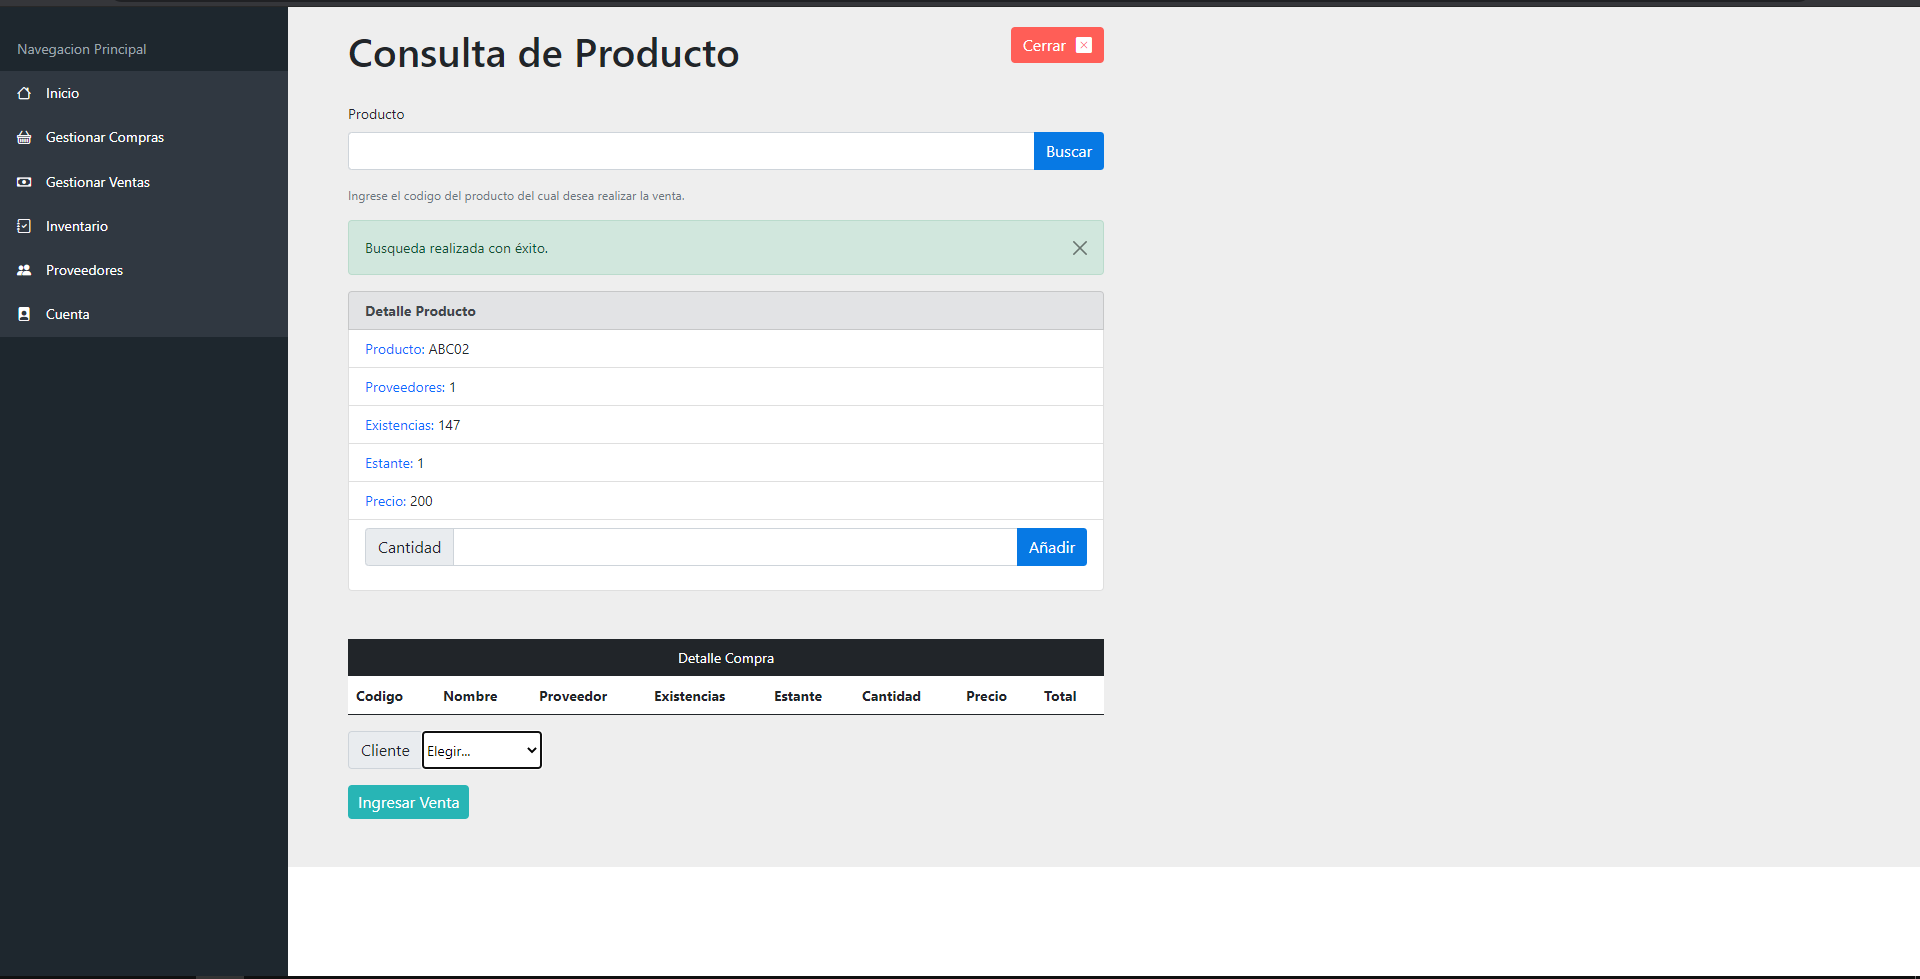 Navegacion Principal
Inicio
Gestionar Compras
Gestionar Ventas
Inventario
Proveedores
Cuenta
Consulta de Producto
Cerrar
Producto
Buscar
Ingrese el codigo del producto del cual desea realizar la venta.
Busqueda realizada con éxito.
Detalle Producto
Producto: ABC02
Proveedores: 1
Existencias: 147
Estante: 1
Precio: 200
Cantidad Añadir
Detalle Compra
Codigo Nombre Proveedor Existencias Estante Cantidad Precio Total
Cliente Elegir...
Ingresar Venta